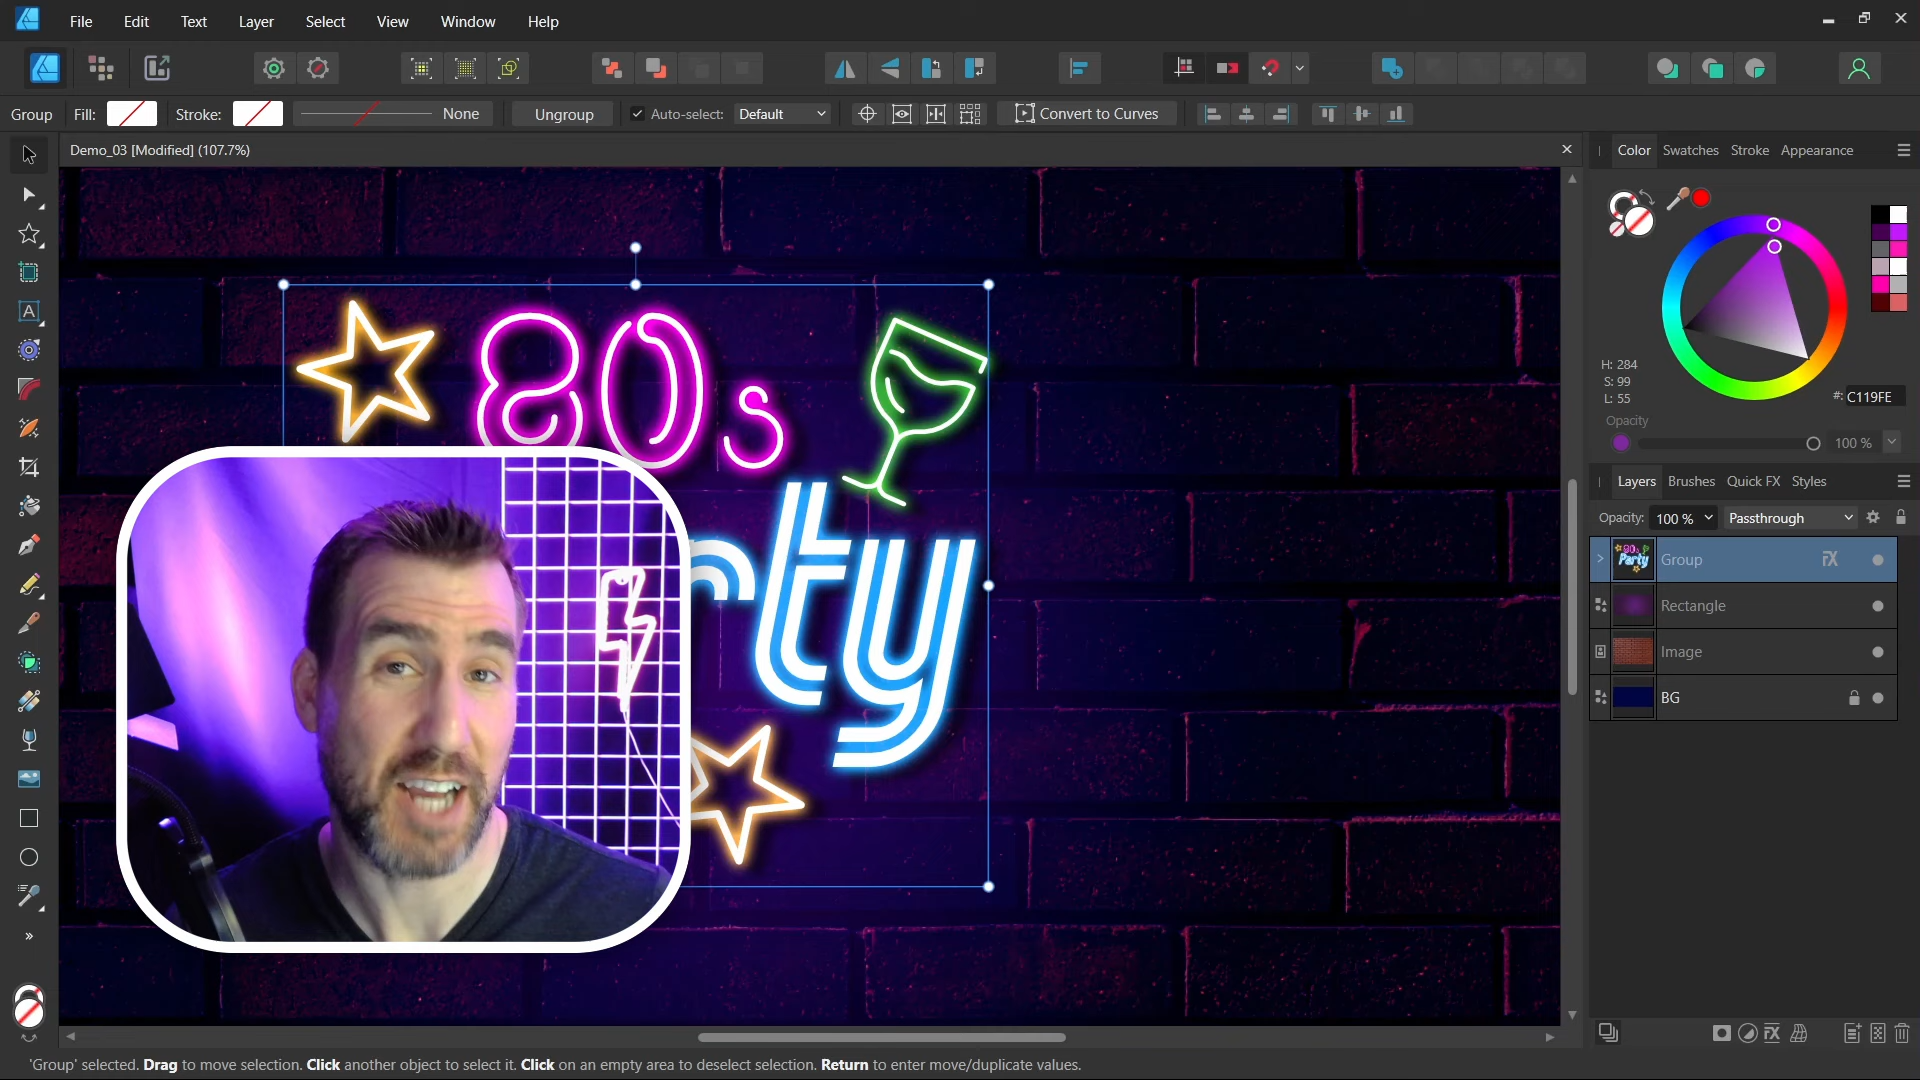 File Edit Text Layer Select View Window Help
Group Fill: Stroke: None Ungroup Auto-select: Default Convert to Curves
Demo_03 [Modified] (107.7%)
Color Swatches Stroke Appearance
H: 284
S: 99
L: 55
#: C119FE
Opacity
100 %
Layers Brushes Quick FX Styles
Opacity: 100 % Passthrough
Group
Rectangle
Image
BG
80s
rty
'Group' selected. Drag to move selection. Click another object to select it. Click on an empty area to deselect selection. Return to enter move/duplicate values.